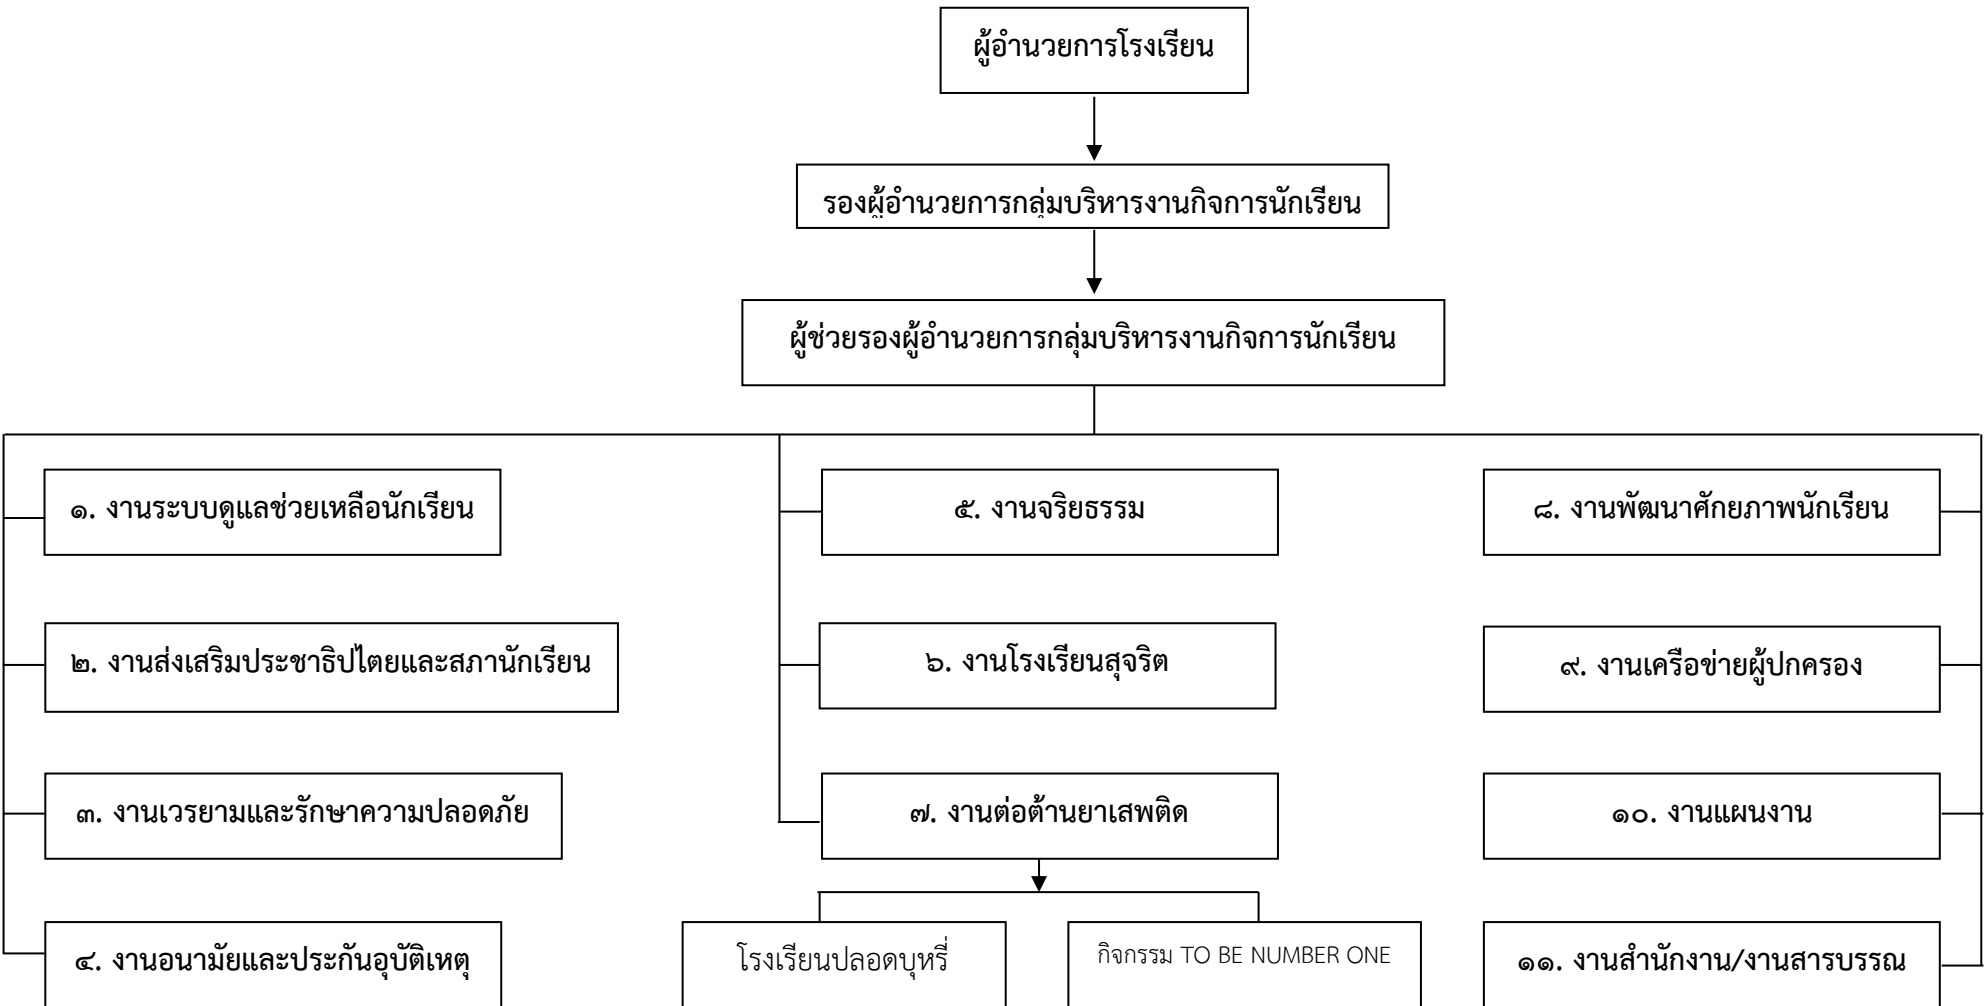 ผู้อำนวยการโรงเรียน
รองผู้อำนวยการกลุ่มบริหารงานกิจการนักเรียน
ผู้ช่วยรองผู้อำนวยการกลุ่มบริหารงานกิจการนักเรียน
๑. งานระบบดูแลช่วยเหลือนักเรียน
๒. งานส่งเสริมประชาธิปไตยและสภานักเรียน
๓. งานเวรยามและรักษาความปลอดภัย
๔. งานอนามัยและประกันอุบัติเหตุ
๕. งานจริยธรรม
๖. งานโรงเรียนสุจริต
๗. งานต่อต้านยาเสพติด
โรงเรียนปลอดบุหรี่
กิจกรรม TO BE NUMBER ONE
๘. งานพัฒนาศักยภาพนักเรียน
๙. งานเครือข่ายผู้ปกครอง
๑๐. งานแผนงาน
๑๑. งานสำนักงาน/งานสารบรรณ